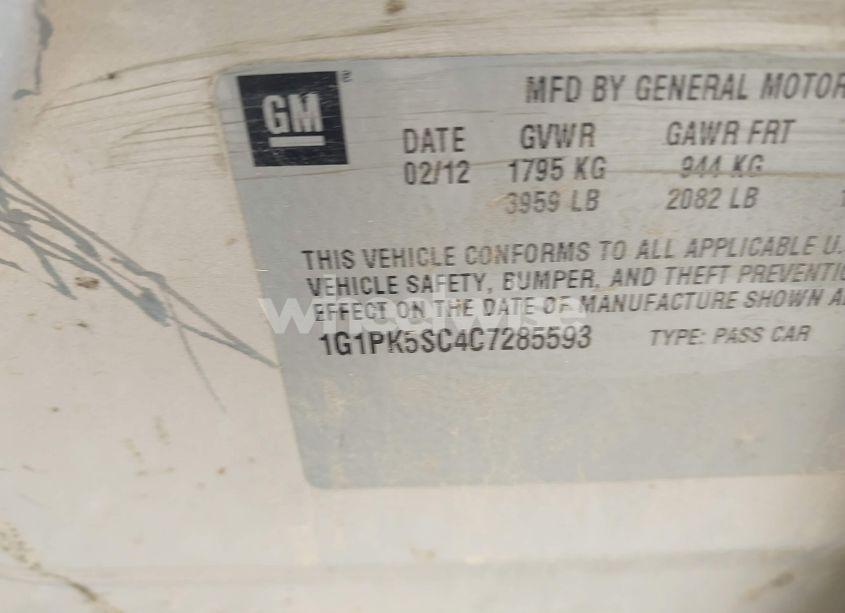 GM
MFD BY GENERAL MOTOR
DATE GVWR GAWR FRT
02/12 1795 KG 944 KG
3959 LB 2082 LB
THIS VEHICLE CONFORMS TO ALL APPLICABLE U.
VEHICLE SAFETY, BUMPER, AND THEFT PREVENTIO
EFFECT ON THE DATE OF MANUFACTURE SHOWN A
1G1PK5SC4C7285593 TYPE: PASS CAR